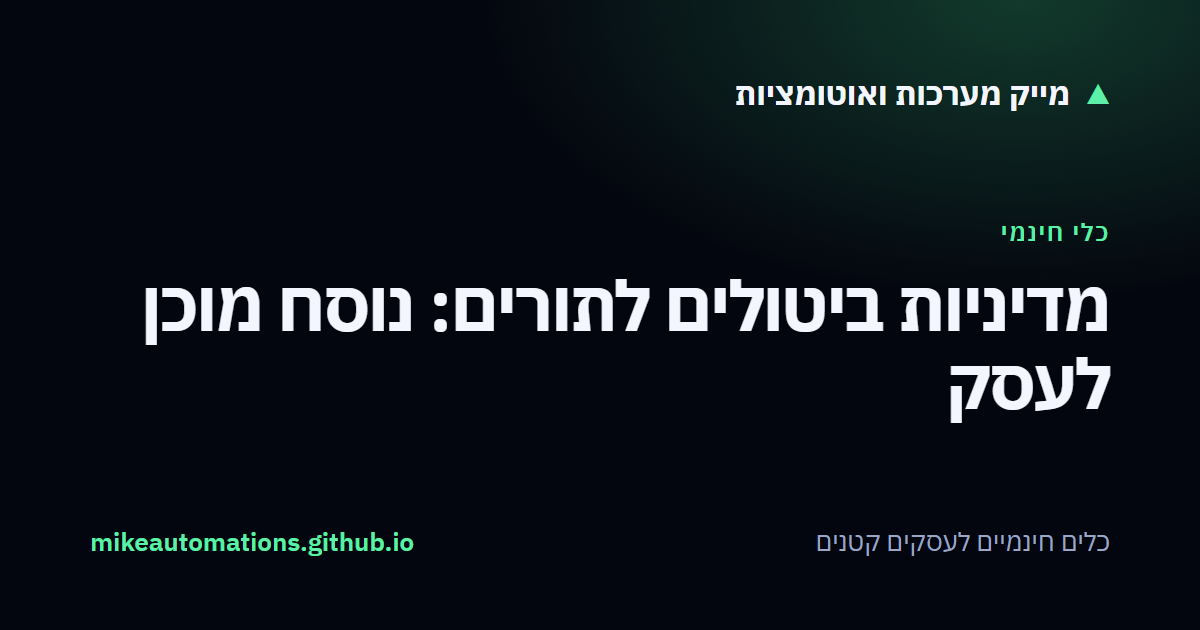 מייק מערכות ואוטומציות
כלי חינמי
מדיניות ביטולים לתורים: נוסח מוכן
לעסק
כלים חינמיים לעסקים קטנים
mikeautomations.github.io